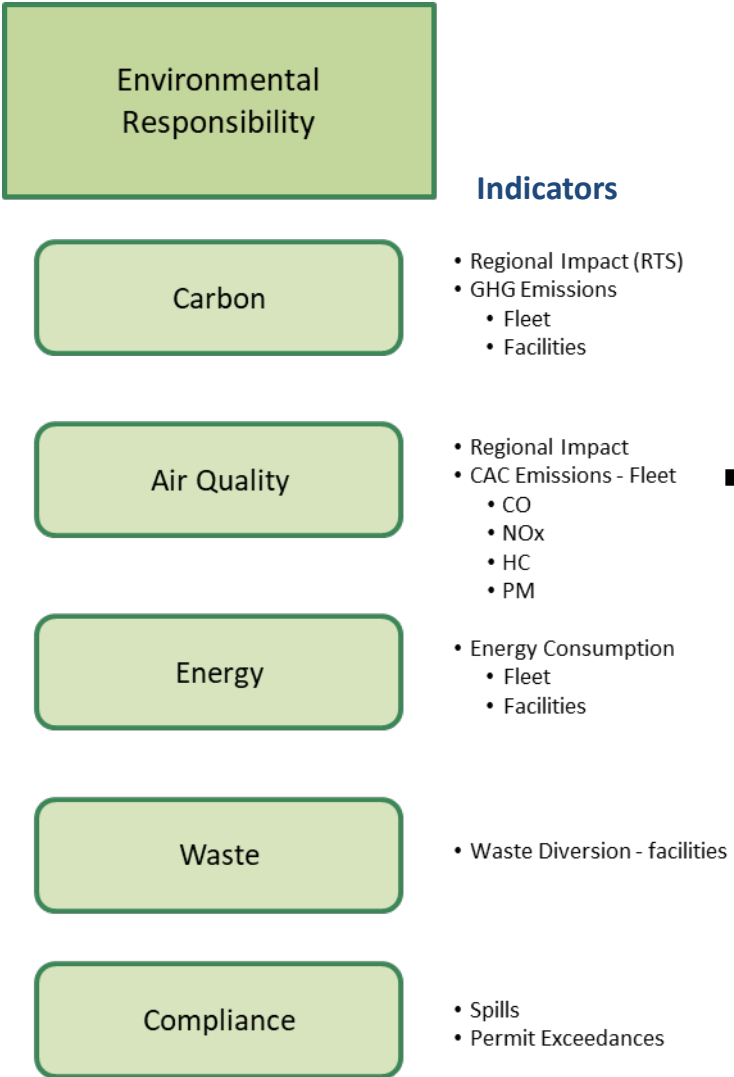 Environmental
Responsibility
Indicators
Carbon
• Regional Impact (RTS)
• GHG Emissions
• Fleet
• Facilities
Air Quality
• Regional Impact
• CAC Emissions - Fleet
• CO
• NOx
• HC
• PM
Energy
• Energy Consumption
• Fleet
• Facilities
Waste
• Waste Diversion - facilities
Compliance
• Spills
• Permit Exceedances